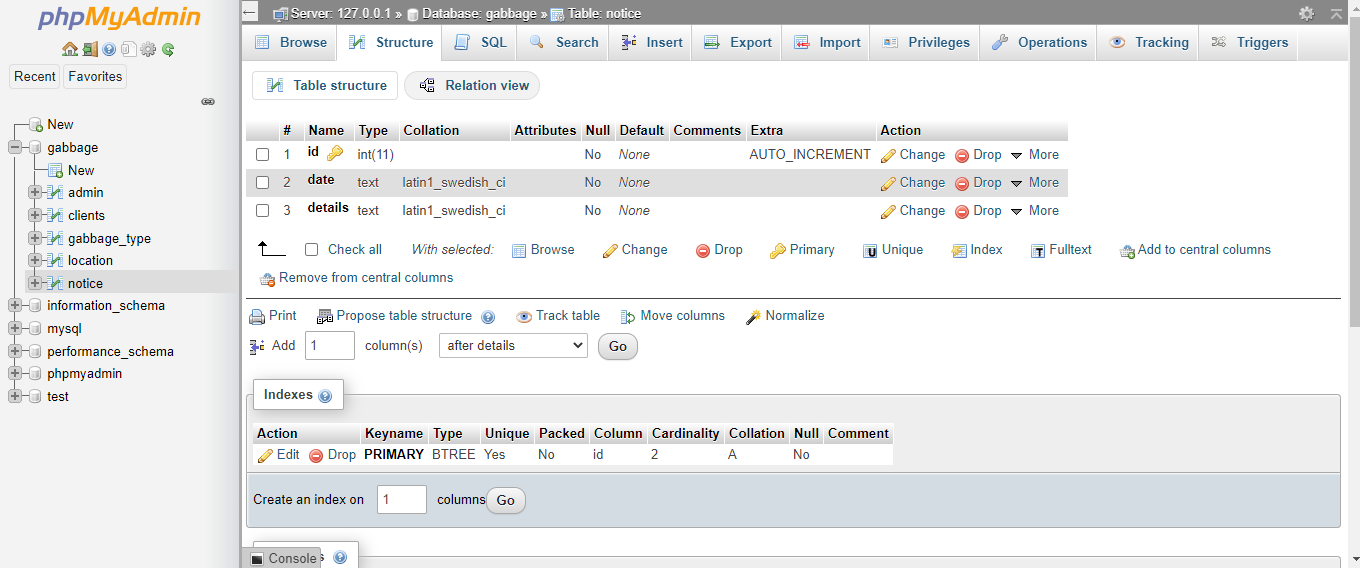 phpMyAdmin
Recent Favorites
New
gabbage
New
admin
clients
gabbage_type
location
notice
information_schema
mysql
performance_schema
phpmyadmin
test
Server: 127.0.0.1 » Database: gabbage » Table: notice
Browse Structure SQL Search Insert Export Import Privileges Operations Tracking Triggers
Table structure Relation view
# Name Type Collation Attributes Null Default Comments Extra Action
1 id int(11) No None AUTO_INCREMENT Change Drop More
2 date text latin1_swedish_ci No None Change Drop More
3 details text latin1_swedish_ci No None Change Drop More
Check all With selected: Browse Change Drop Primary Unique Index Fulltext Add to central columns
Remove from central columns
Print Propose table structure Track table Move columns Normalize
Add 1 column(s) after details Go
Indexes
Action Keyname Type Unique Packed Column Cardinality Collation Null Comment
Edit Drop PRIMARY BTREE Yes No id 2 A No
Create an index on 1 columns Go
Console